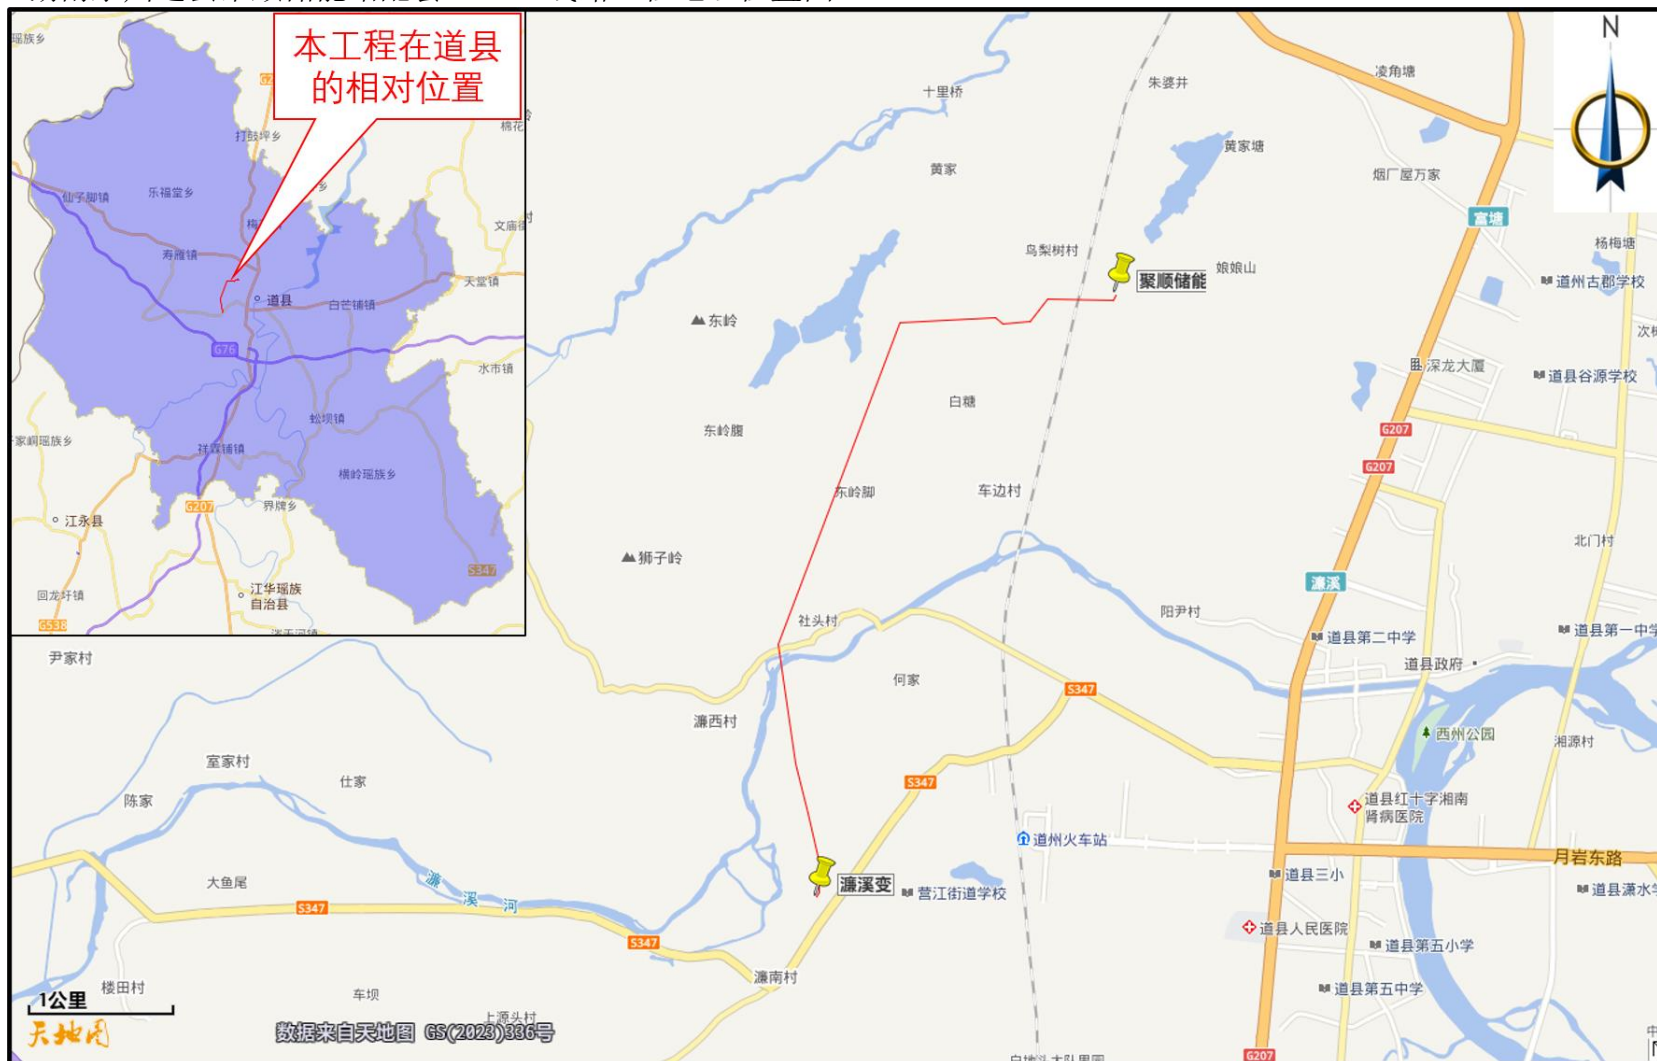 本工程在道县
的相对位置
瑶族乡
打鼓坪乡
棉花
仙子脚镇
乐福堂乡
寿雁镇
文庙
天堂镇
道县
白芒铺镇
G76
水市镇
蚣坝镇
家峒瑶族乡
祥霖铺镇
横岭瑶族乡
G207
界牌乡
江永县
S347
江华瑶族
自治县
回龙圩镇
G538
N
凌角塘
朱婆井
十里桥
黄家塘
黄家
烟厂屋万家
富塘
杨梅塘
鸟梨树村
娘娘山
聚顺储能
道州古郡学校
东岭
深龙大厦
道县谷源学校
白糖
东岭腹
G207
G207
东岭脚
车边村
北门村
狮子岭
濂溪
阳尹村
社头村
道县第二中学
道县第一中学
尹家村
道县政府
何家
S347
濂西村
西州公园
湘源村
室家村
仕家
S347
陈家
道县红十字湘南
肾病医院
道州火车站
月岩东路
大鱼尾
濂溪河
濂溪变
营江街道学校
道县三小
道县潇水学
S347
道县人民医院
S347
道县第五小学
濂南村
楼田村
车坝
道县第五中学
1公里
上源头村
天地图
数据来自天地图 GS(2023)336号
G207